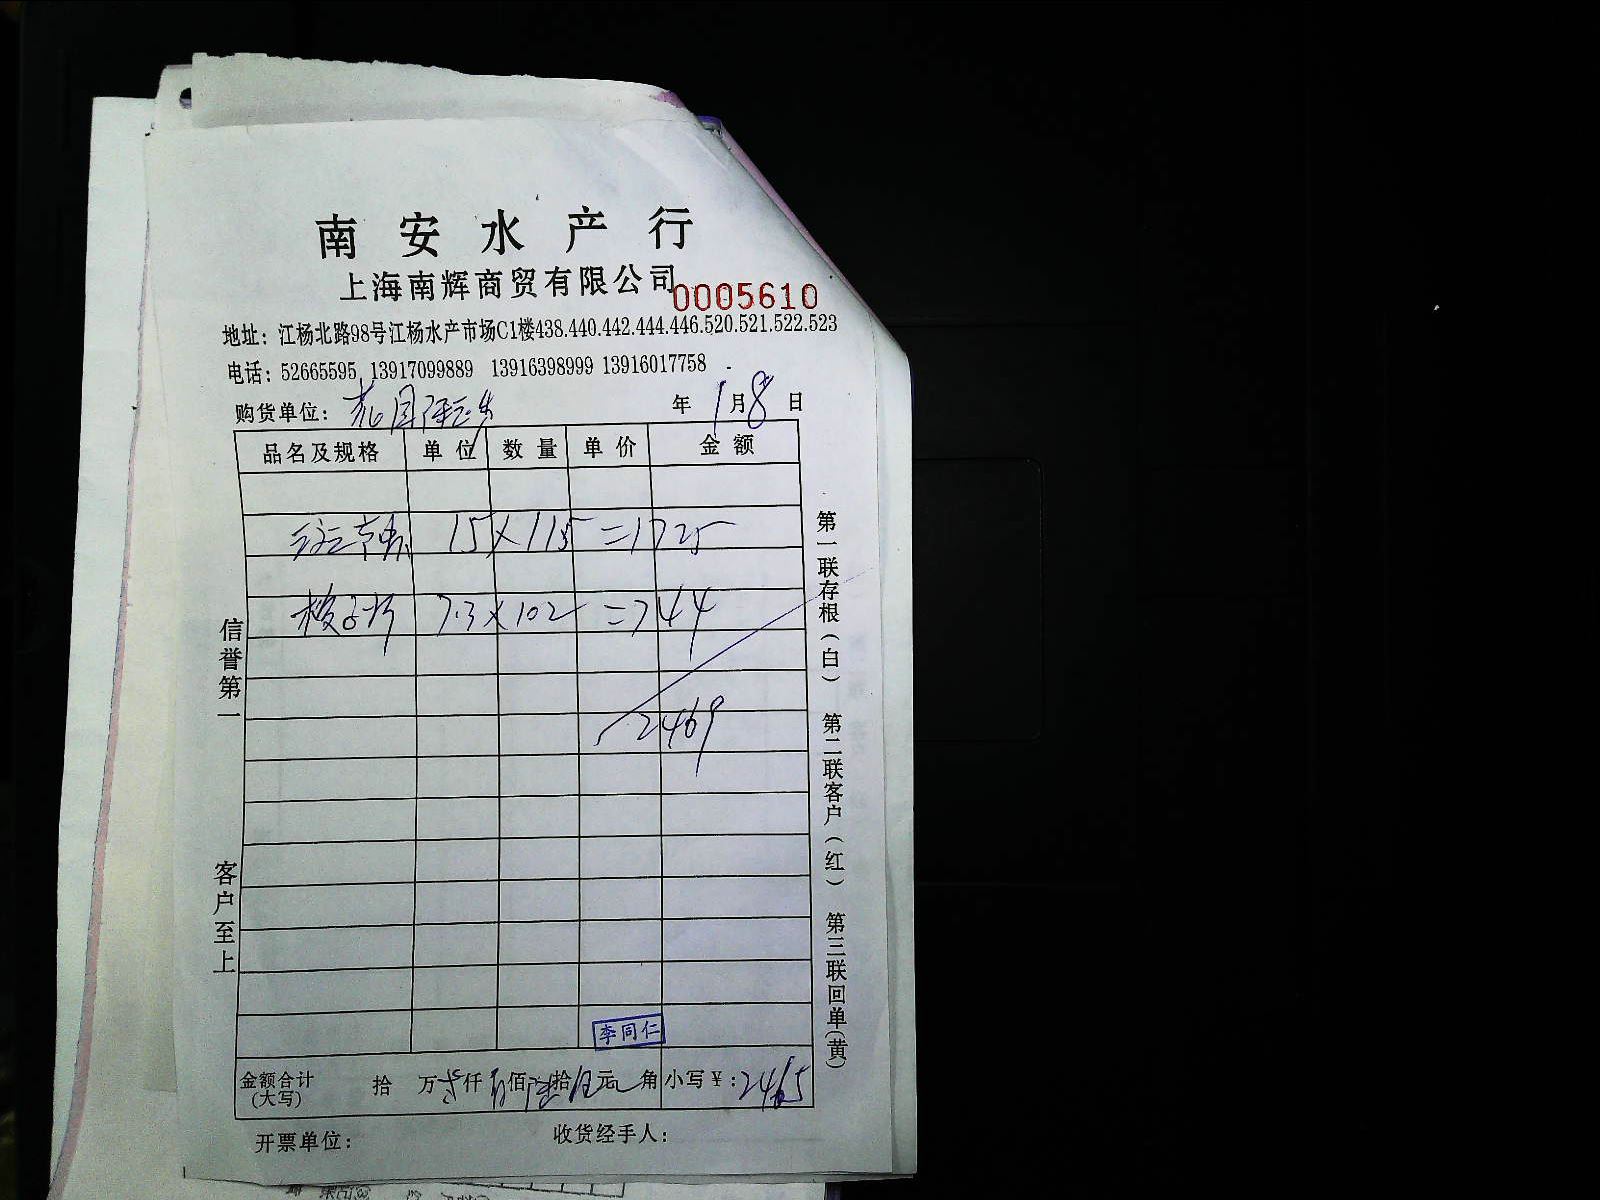 南安水产行
上海南辉商贸有限公司
0005610
地址：江杨北路98号江杨水产市场C1楼438.440.442.444.446.520.521.522.523
电话：52665595 13917099889 13916398999 13916017758
购货单位：花园
年1月8日
品名及规格 单位 数量 单价 金额
15×115=1725
7.3×102=744
2469
李同仁
金额合计(大写) 拾 万 仟 佰 拾 元 角 小写￥：2465
开票单位： 收货经手人：
信誉第一 客户至上
第一联存根（白） 第二联客户（红） 第三联回单（黄）